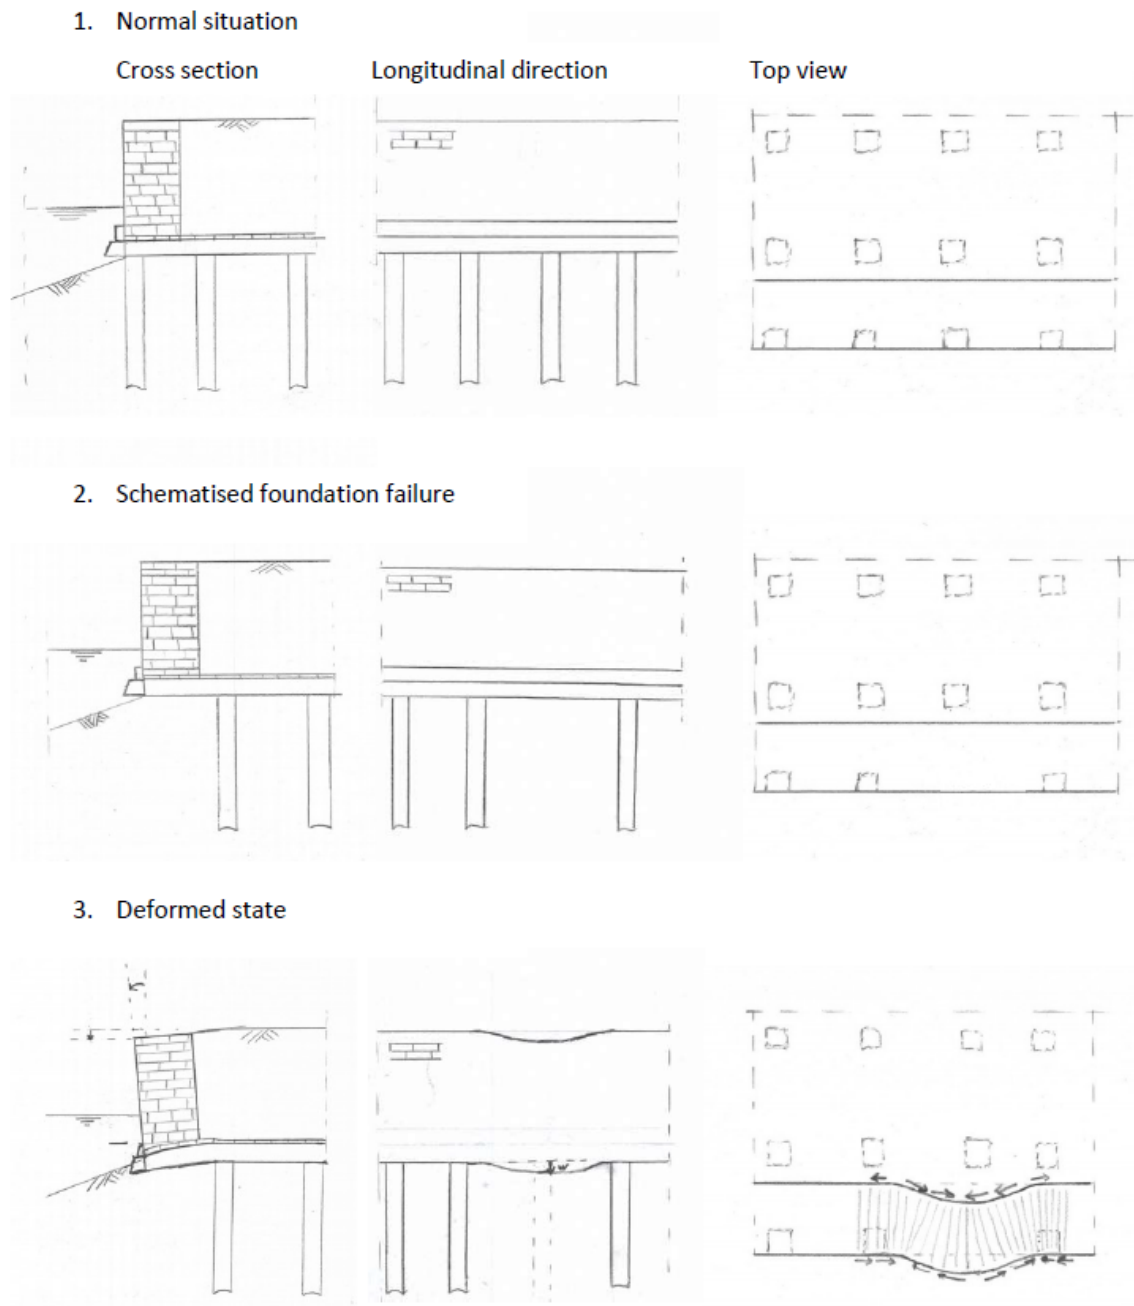 1. Normal situation
Cross section Longitudinal direction Top view
2. Schematised foundation failure
3. Deformed state
w